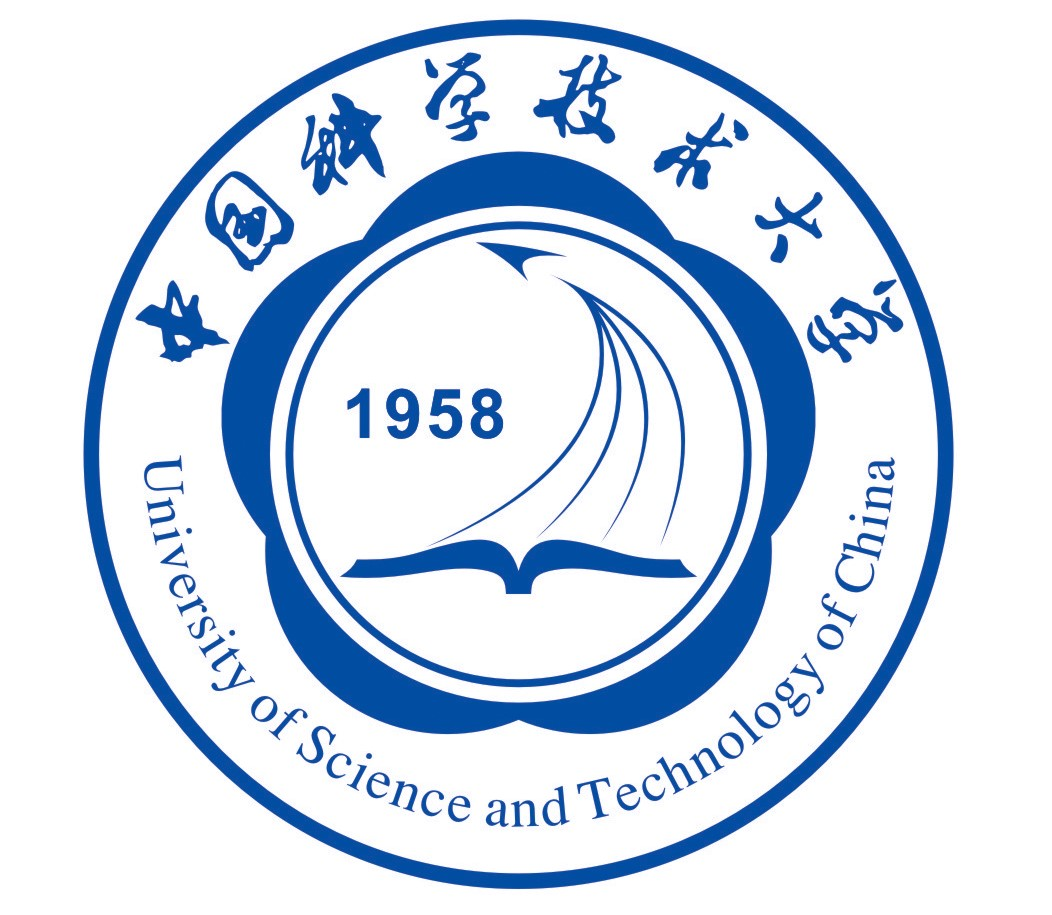 中国科学技术大学
1958
University of Science and Technology of China